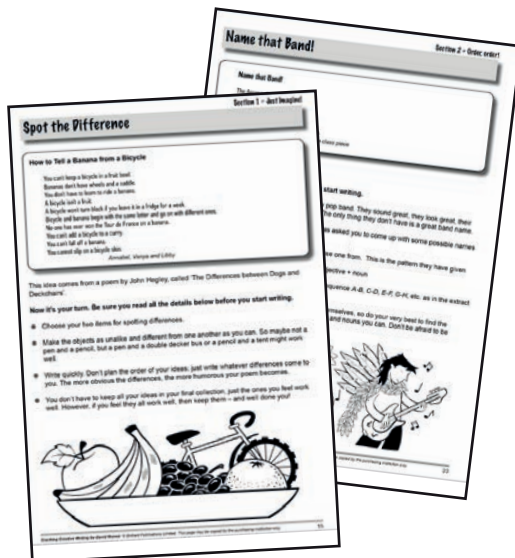 Section 1 – Just Imagine!
Spot the Difference
How to Tell a Banana from a Bicycle
You can't keep a bicycle in a fruit bowl.
Bananas don't have wheels and a saddle.
You don't have to learn to ride a banana.
A bicycle isn't a fruit.
A bicycle won't turn black if you leave it in a fridge for a week.
Bicycle and banana begin with the same letter and go on with different ones.
No one has ever won the Tour de France on a banana.
You can't add a bicycle to a curry.
You can't fall off a banana.
You cannot slip on a bicycle skin.
Annalise, Venya and Libby
This idea comes from a poem by John Hegley, called 'The Differences between Dogs and
Deckchairs'.
Now it's your turn. Be sure you read all the details below before you start writing.
Choose your two items for spotting differences.
Make the objects as unlike and different from one another as you can. So maybe not a
pen and a pencil, but a pen and a double decker bus or a pencil and a tent might work
well.
Write quickly. Don't plan the order of your ideas, just write whatever differences come to
you. The more obvious the differences, the more humorous your poem becomes.
You don't have to keep all your ideas in your final collection, just the ones you feel work
well. However, if you feel they all work well, then keep them – and well done!
Section 2 – Order, order!
Name that Band!
Name that Band!
class piece
start writing.
pop band. They sound great, they look great, their
The only thing they don't have is a great band name.
asked you to come up with some possible names
se one from. This is the pattern they have given
jective + noun
quence A-B, C-D, E-F, G-H, etc. as in the extract
mselves, so do your very best to find the
and nouns you can. Don't be afraid to be
22